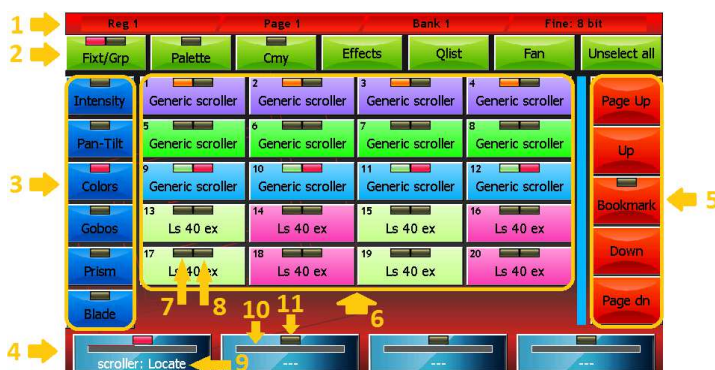 1 Reg 1 Page 1 Bank 1 Fine: 8 bit
2 Fixt/Grp Palette Cmy Effects Qlist Fan Unselect all
Intensity 1 Generic scroller 2 Generic scroller 3 Generic scroller 4 Generic scroller Page Up
Pan-Tilt 5 Generic scroller 6 Generic scroller 7 Generic scroller 8 Generic scroller Up
3 Colors 9 Generic scroller 10 Generic scroller 11 Generic scroller 12 Generic scroller Bookmark 5
Gobos 13 Ls 40 ex 14 Ls 40 ex 15 Ls 40 ex 16 Ls 40 ex Down
Prism 17 Ls 40 ex 18 Ls 40 ex 19 Ls 40 ex 20 Ls 40 ex Page dn
Blade 7 8 10 11 6
4 scroller: Locate 9 --- --- ---